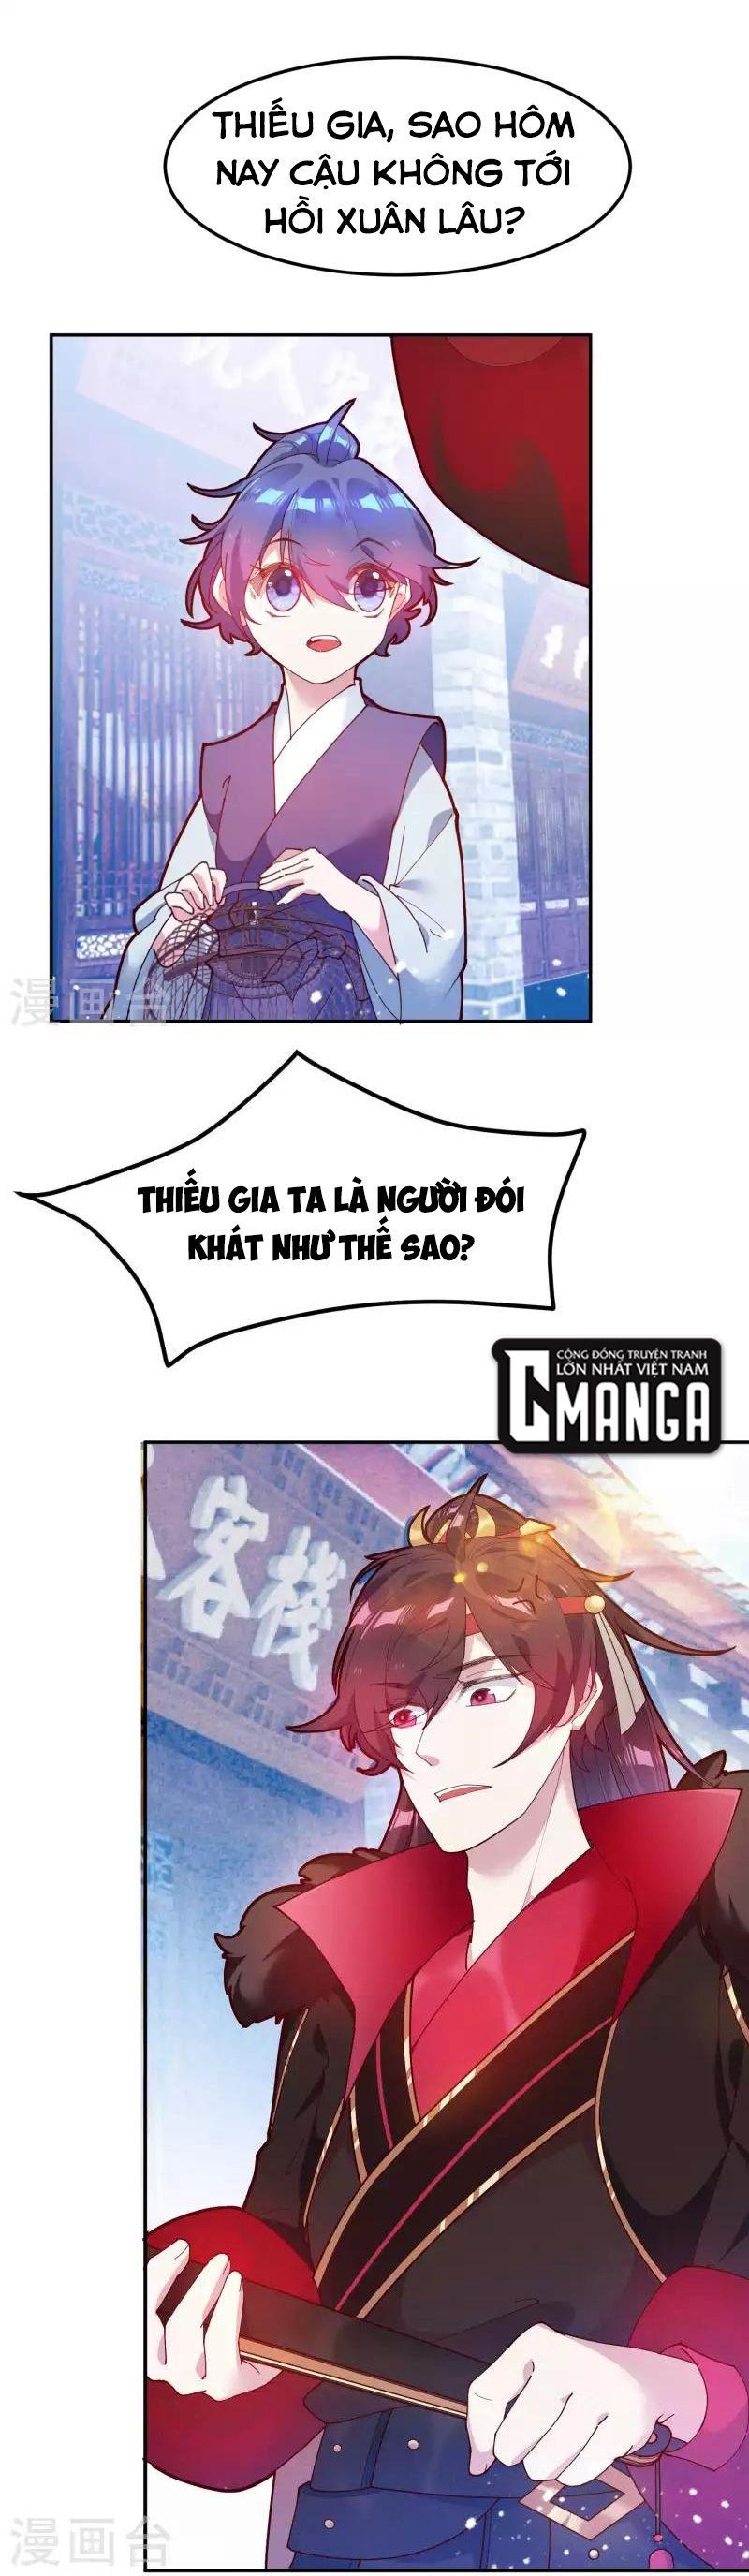 THIẾU GIA, SAO HÔM
NAY CẬU KHÔNG TỚI
HỒI XUÂN LÂU?
漫画台
THIẾU GIA TA LÀ NGƯỜI ĐÓI
KHÁT NHƯ THẾ SAO?
CỘNG ĐỒNG TRUYỆN TRANH
LỚN NHẤT VIỆT NAM
CMANGA
客棧
漫画台